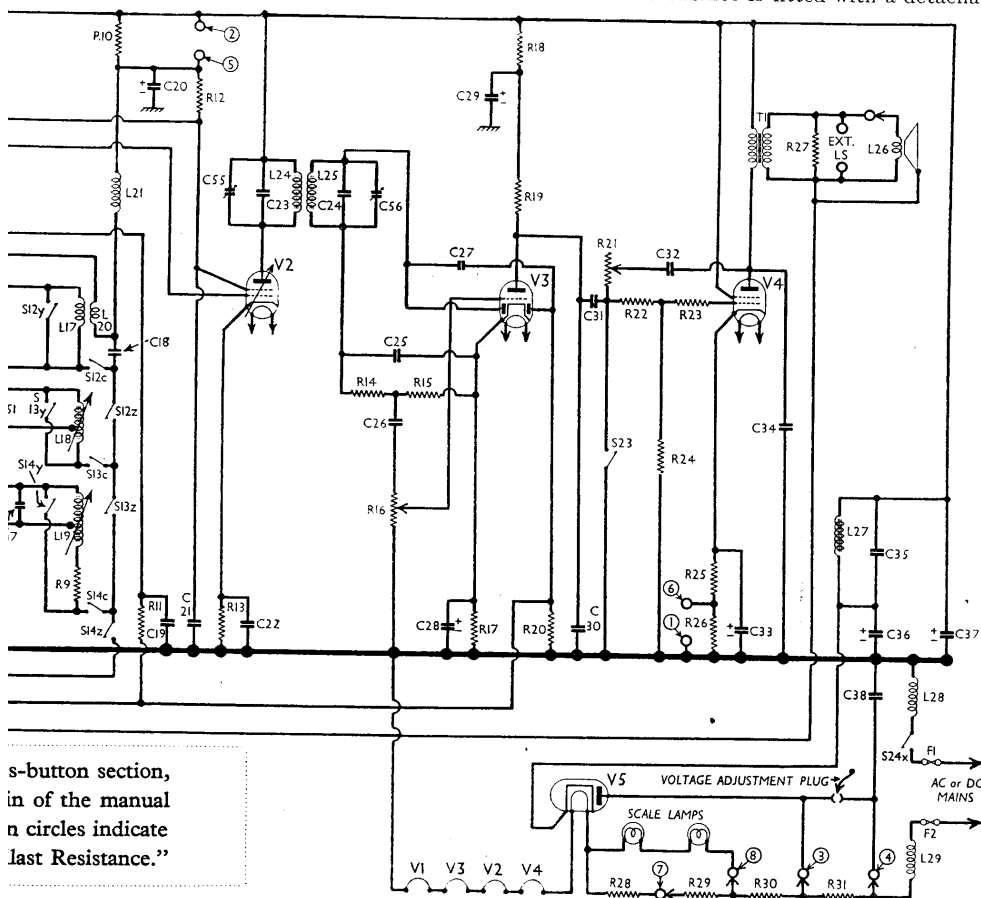 is fitted with a detacha
R10
②
⑤
C20
R12
R18
C29
T1
R27
EXT.
LS
L26
L21
C55
L24
C23
L25
C24
C56
R19
R21
C32
V2
C27
V3
V4
S12y
L17
L
20
C18
C31
R22
R23
S12c
C25
R14
R15
S
13y
L18
S12z
C26
S23
R24
C34
S13c
S14y
S13z
R16
L27
C35
L19
R9
R25
⑥
S14c
R11
C
21
R13
C28
R17
R20
C
30
①
R26
C33
C36
C37
S14z
C19
C22
C38
L28
S24x
F1
s-button section,
in of the manual
n circles indicate
llast Resistance.”
V5
VOLTAGE ADJUSTMENT PLUG
AC or DC
MAINS
SCALE LAMPS
F2
V1
V3
V2
V4
⑦
⑧
③
④
L29
R28
R29
R30
R31